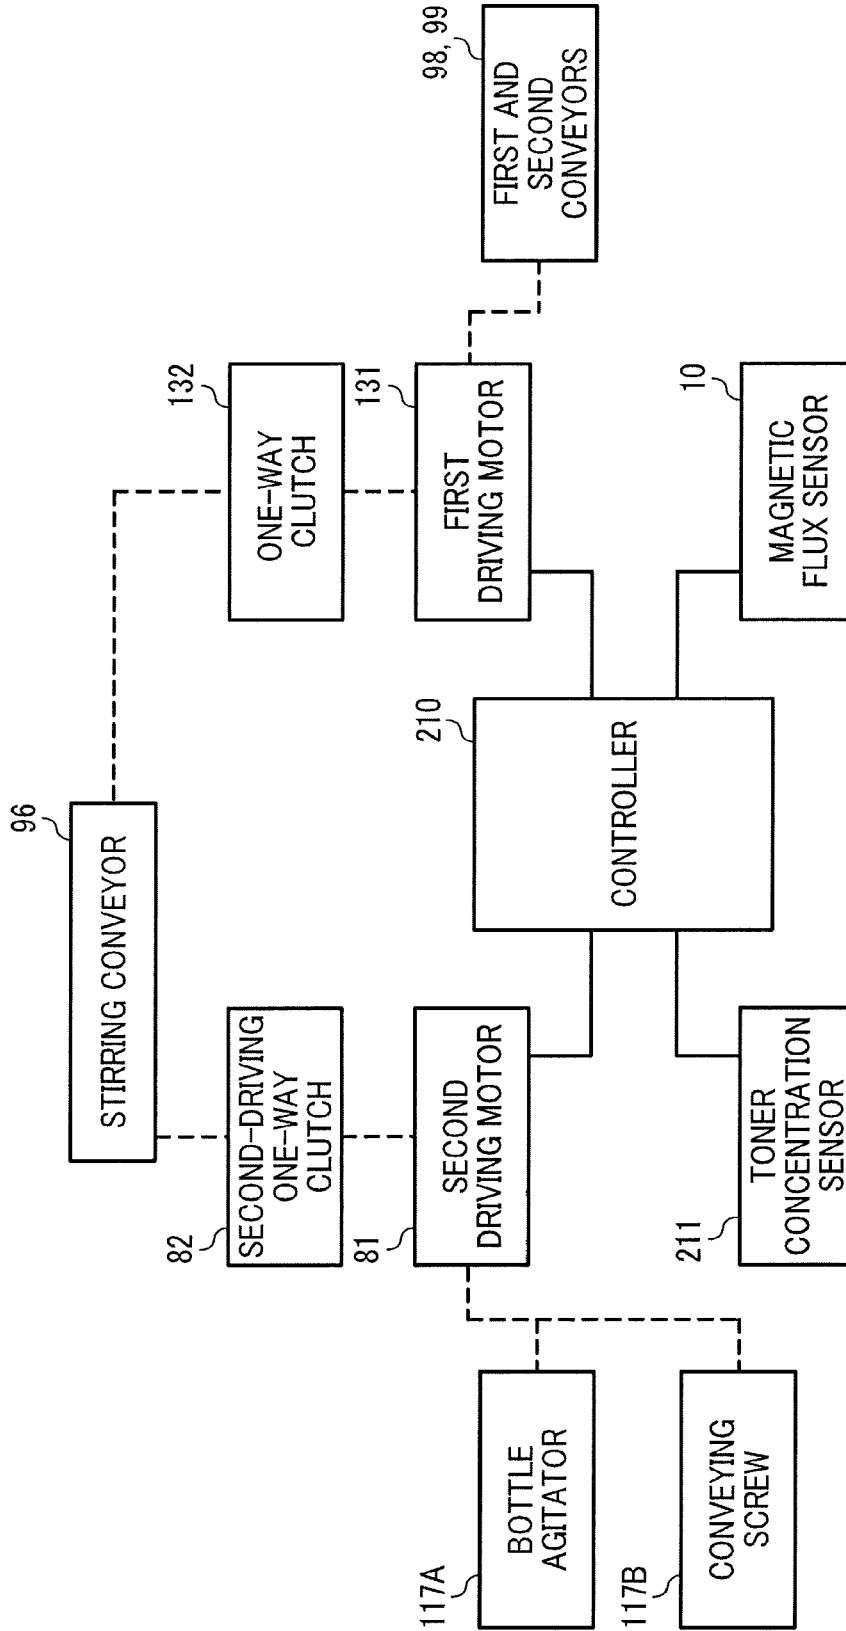 96
STIRRING CONVEYOR
82
SECOND-DRIVING
ONE-WAY
CLUTCH
132
ONE-WAY
CLUTCH
81
SECOND
DRIVING MOTOR
131
FIRST
DRIVING MOTOR
117A
BOTTLE
AGITATOR
210
CONTROLLER
98, 99
FIRST AND
SECOND
CONVEYORS
117B
CONVEYING
SCREW
211
TONER
CONCENTRATION
SENSOR
10
MAGNETIC
FLUX SENSOR